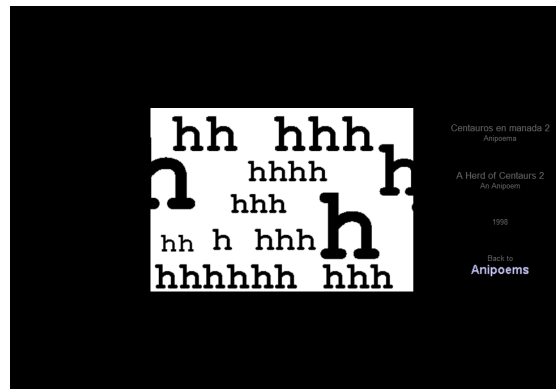 hh hhh
h h
hhhh
hhh
h
hh h hhh
hhhhhh hhh
Centauros en manada 2
Anipoema
A Herd of Centaurs 2
An Anipoem
1998
Back to
Anipoems